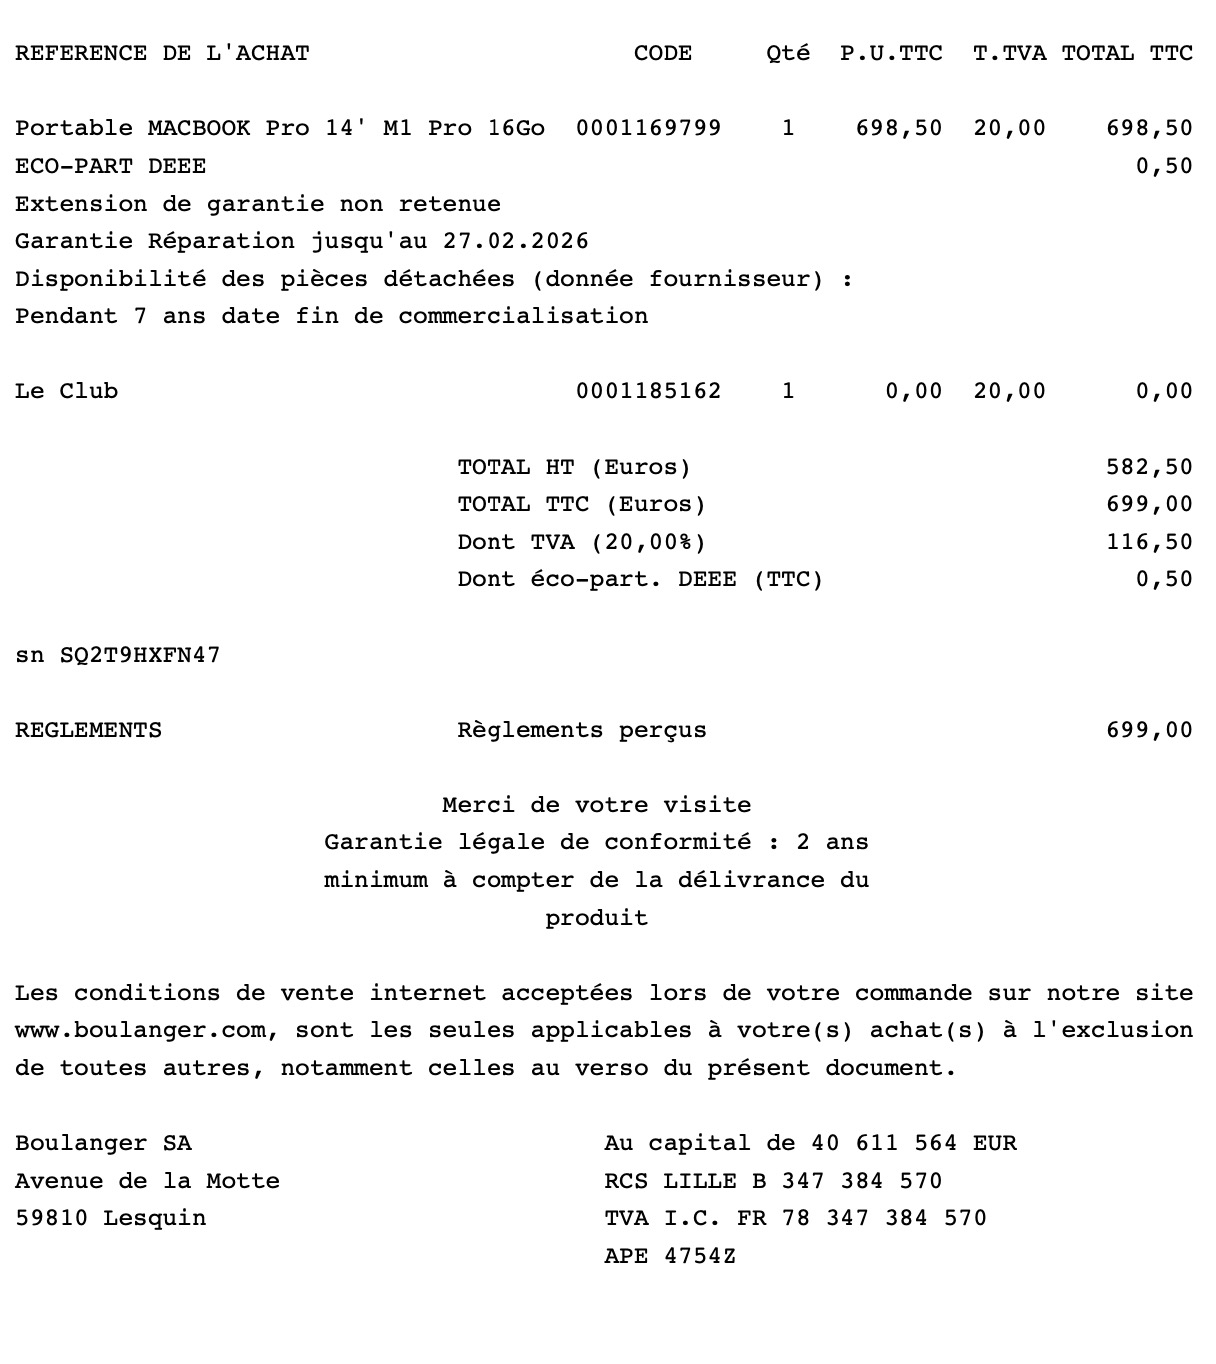 REFERENCE DE L'ACHAT CODE Qté P.U.TTC T.TVA TOTAL TTC
Portable MACBOOK Pro 14' M1 Pro 16Go 0001169799 1 698,50 20,00 698,50
ECO-PART DEEE 0,50
Extension de garantie non retenue
Garantie Réparation jusqu'au 27.02.2026
Disponibilité des pièces détachées (donnée fournisseur) :
Pendant 7 ans date fin de commercialisation
Le Club 0001185162 1 0,00 20,00 0,00
TOTAL HT (Euros) 582,50
TOTAL TTC (Euros) 699,00
Dont TVA (20,00%) 116,50
Dont éco-part. DEEE (TTC) 0,50
sn SQ2T9HXFN47
REGLEMENTS Règlements perçus 699,00
Merci de votre visite
Garantie légale de conformité : 2 ans
minimum à compter de la délivrance du
produit
Les conditions de vente internet acceptées lors de votre commande sur notre site
www.boulanger.com, sont les seules applicables à votre(s) achat(s) à l'exclusion
de toutes autres, notamment celles au verso du présent document.
Boulanger SA Au capital de 40 611 564 EUR
Avenue de la Motte RCS LILLE B 347 384 570
59810 Lesquin TVA I.C. FR 78 347 384 570
APE 4754Z